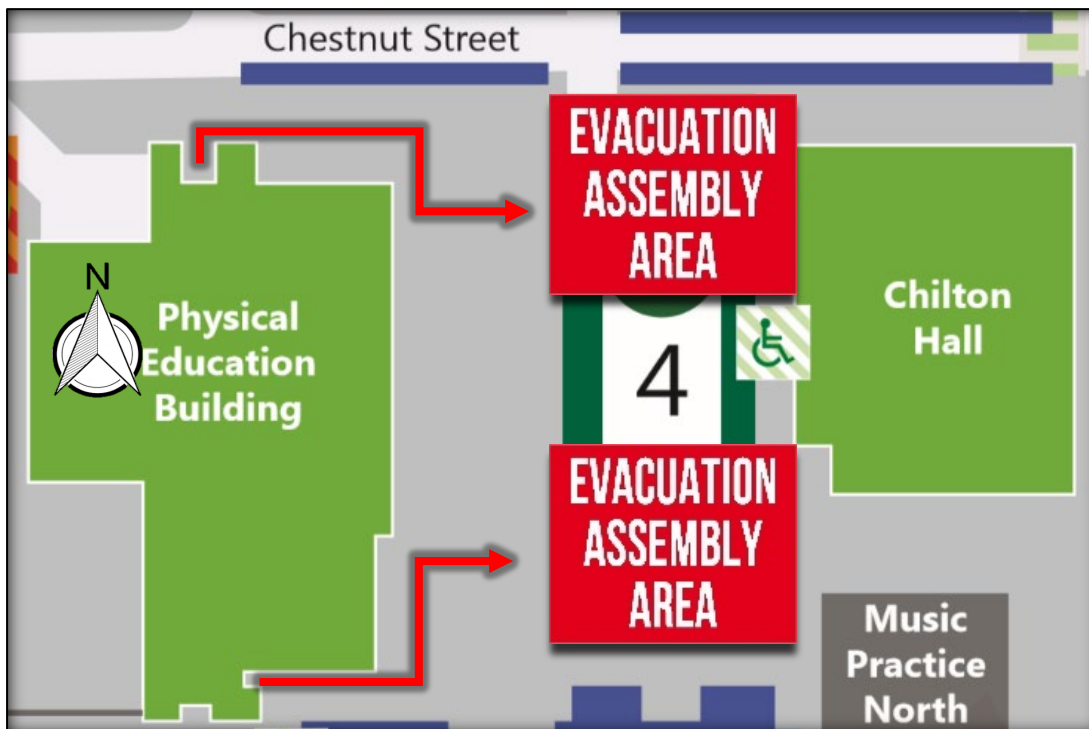 Chestnut Street
EVACUATION
ASSEMBLY
AREA
N
Physical
Education
Building
Chilton
Hall
4
EVACUATION
ASSEMBLY
AREA
Music
Practice
North